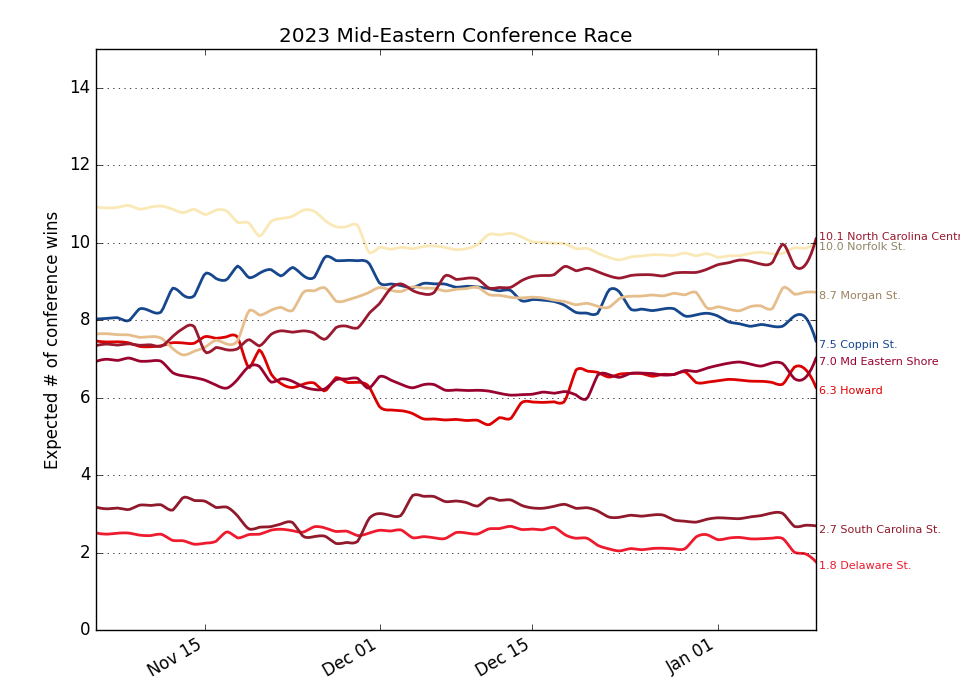 2023 Mid-Eastern Conference Race
Expected # of conference wins
14
12
10
8
6
4
2
0
Nov 15
Dec 01
Dec 15
Jan 01
10.1 North Carolina Centr
10.0 Norfolk St.
8.7 Morgan St.
7.5 Coppin St.
7.0 Md Eastern Shore
6.3 Howard
2.7 South Carolina St.
1.8 Delaware St.